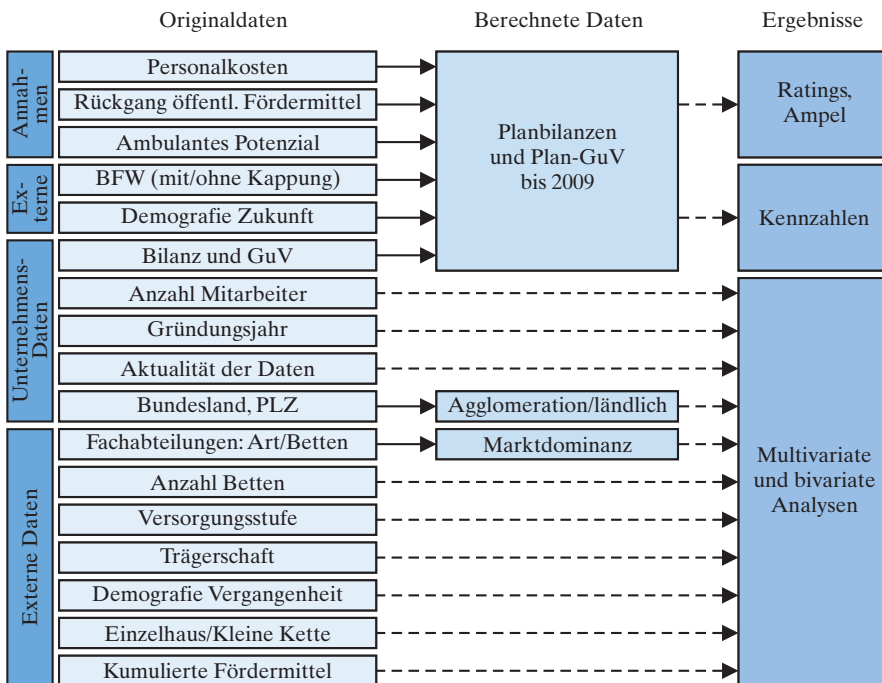 Originaldaten
Berechnete Daten
Ergebnisse
Annah-
men
Personalkosten
Rückgang öffentl. Fördermittel
Ambulantes Potenzial
Ex-
terne
BFW (mit/ohne Kappung)
Demografie Zukunft
Unternehmens-
Daten
Bilanz und GuV
Anzahl Mitarbeiter
Gründungsjahr
Aktualität der Daten
Bundesland, PLZ
Externe Daten
Fachabteilungen: Art/Betten
Anzahl Betten
Versorgungsstufe
Trägerschaft
Demografie Vergangenheit
Einzelhaus/Kleine Kette
Kumulierte Fördermittel
Planbilanzen
und Plan-GuV
bis 2009
Agglomeration/ländlich
Marktdominanz
Ratings,
Ampel
Kennzahlen
Multivariate
und bivariate
Analysen